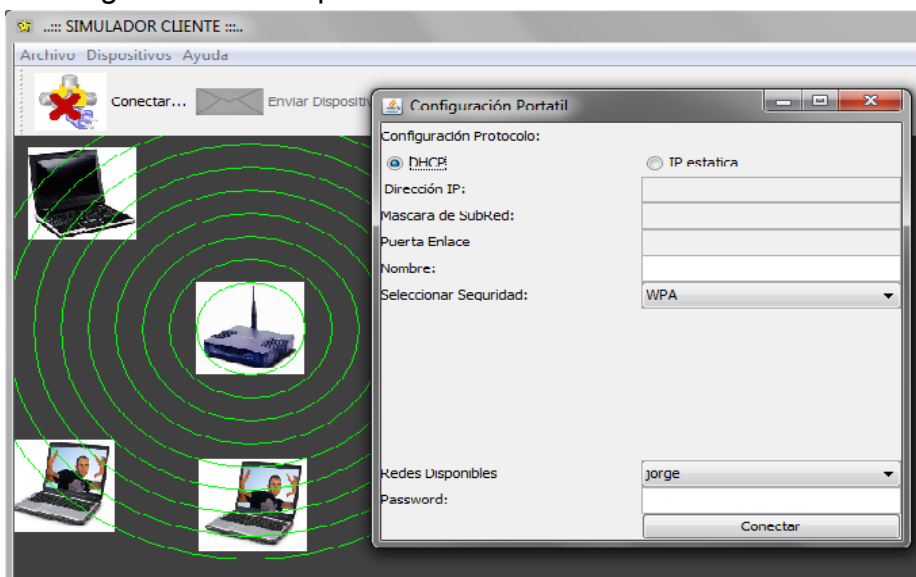 ..::: SIMULADOR CLIENTE :::..
Archivo Dispositivos Ayuda
Conectar...
Enviar Dispositiv
Configuración Portatil
Configuración Protocolo:
DHCP
IP estatica
Dirección IP:
Mascara de SubRed:
Puerta Enlace
Nombre:
Seleccionar Seguridad:
WPA
Redes Disponibles
jorge
Password:
Conectar